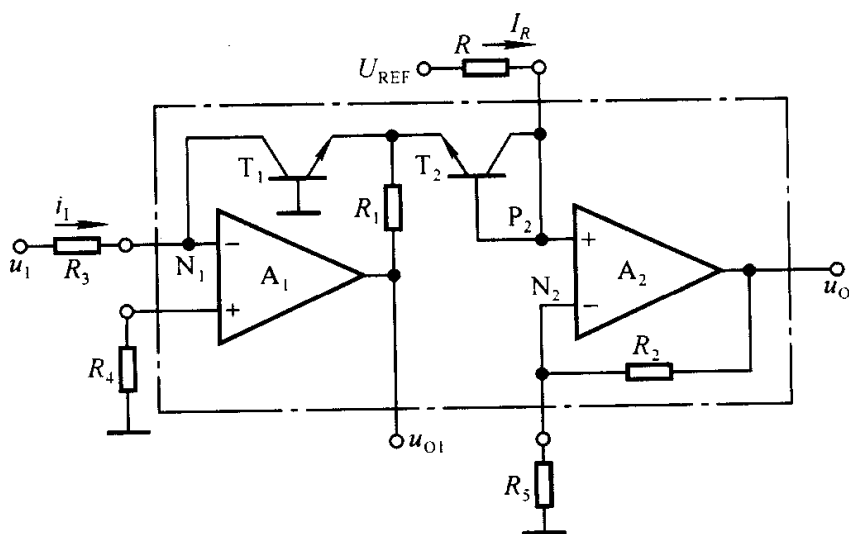 I_R
R
U_REF
T_1
T_2
R_1
P_2
i_I
−
+
u_I
R_3
N_1
A_1
A_2
u_O
+
N_2
−
R_4
R_2
u_O1
R_5